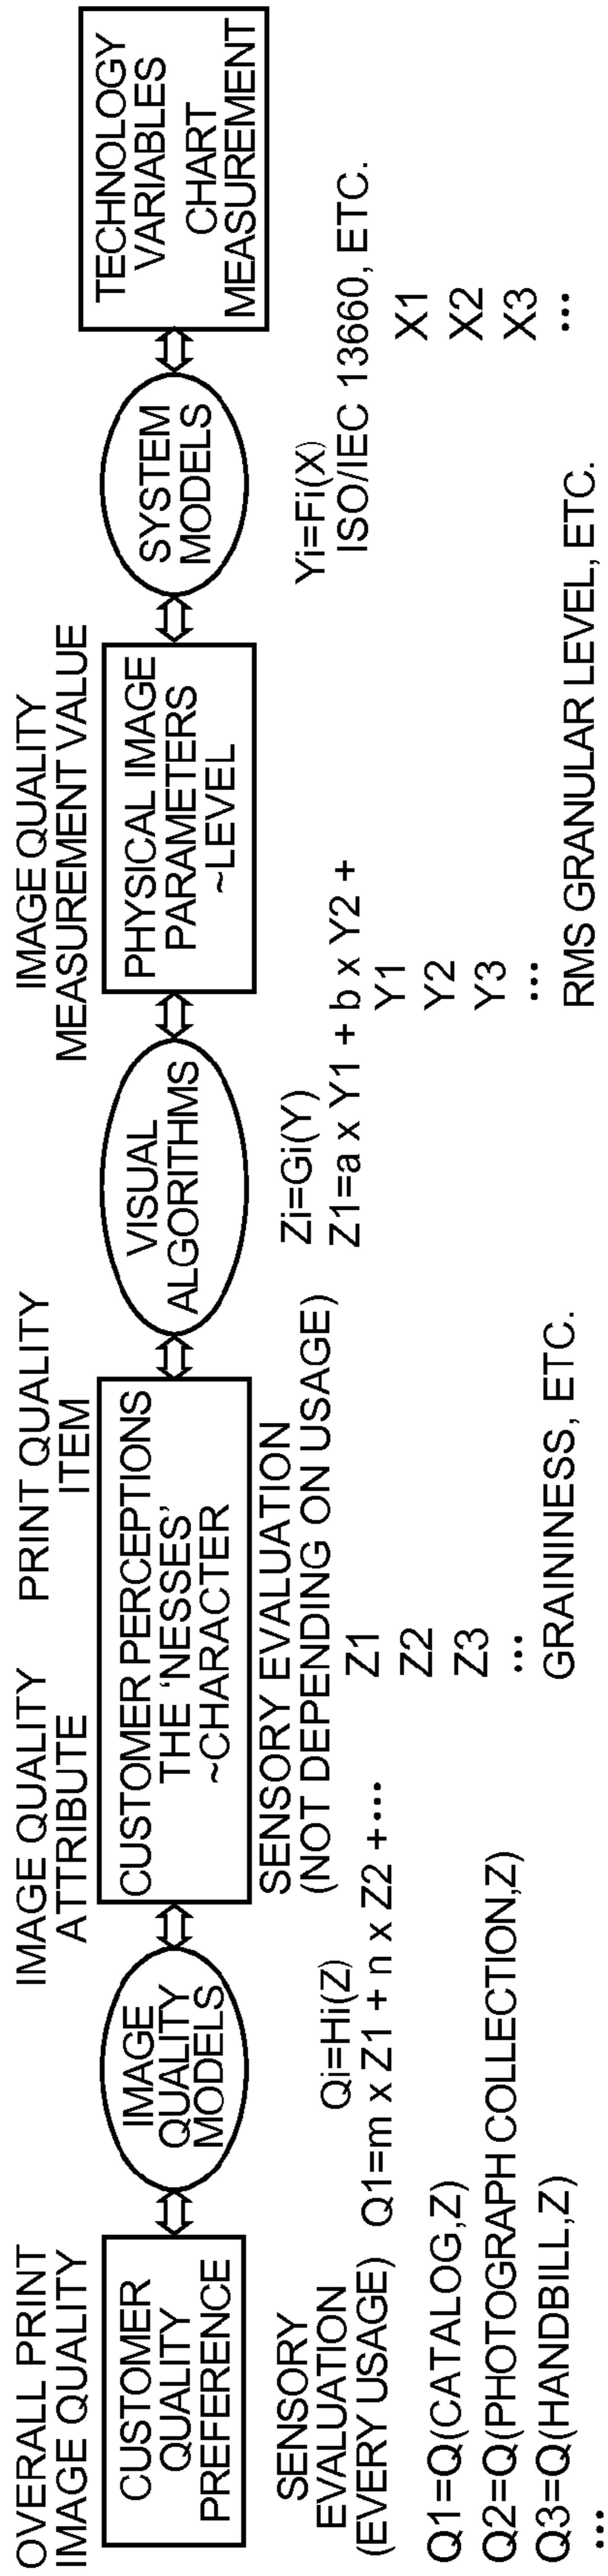 OVERALL PRINT
IMAGE QUALITY
CUSTOMER
QUALITY
PREFERENCE
SENSORY
EVALUATION
(EVERY USAGE)
Q1=Q(CATALOG,Z)
Q2=Q(PHOTOGRAPH COLLECTION,Z)
Q3=Q(HANDBILL,Z)
...
IMAGE
QUALITY
MODELS
Qi=Hi(Z)
Q1=m x Z1 + n x Z2 +...
IMAGE QUALITY
ATTRIBUTE
PRINT QUALITY
ITEM
CUSTOMER PERCEPTIONS
THE 'NESSES'
~CHARACTER
SENSORY EVALUATION
(NOT DEPENDING ON USAGE)
Z1
Z2
Z3
...
GRAININESS, ETC.
VISUAL
ALGORITHMS
Zi=Gi(Y)
Z1=a x Y1 + b x Y2 +
IMAGE QUALITY
MEASUREMENT VALUE
PHYSICAL IMAGE
PARAMETERS
~LEVEL
Y1
Y2
Y3
...
RMS GRANULAR LEVEL, ETC.
SYSTEM
MODELS
Yi=Fi(X)
ISO/IEC 13660, ETC.
TECHNOLOGY
VARIABLES
CHART
MEASUREMENT
X1
X2
X3
...